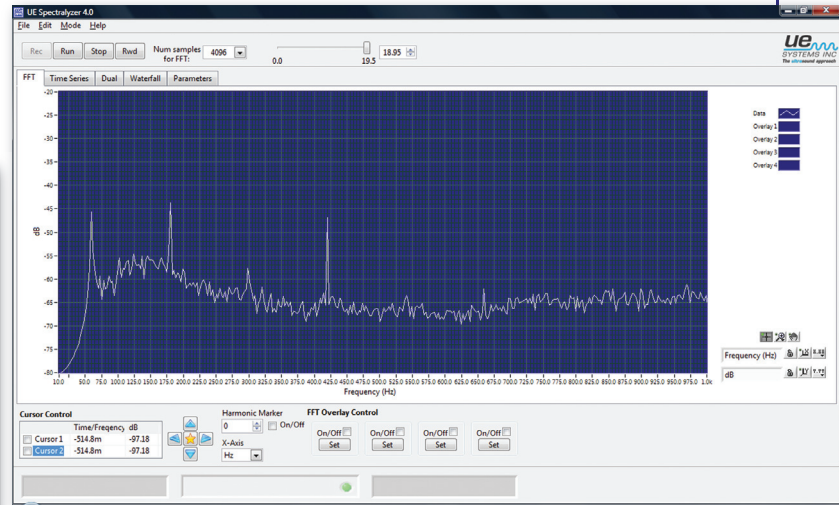 UE Spectralyzer 4.0
File Edit Mode Help
Rec Run Stop Rwd Num samples for FFT: 4096 0.0 19.5 18.95
ue
SYSTEMS INC
The ultrasound approach
FFT Time Series Dual Waterfall Parameters
Data
Overlay 1
Overlay 2
Overlay 3
Overlay 4
-20
-25
-30
-35
-40
-45
-50
-55
-60
-65
-70
-75
-80
dB
10.0 50.0 75.0 100.0 125.0 150.0 175.0 200.0 225.0 250.0 275.0 300.0 325.0 350.0 375.0 400.0 425.0 450.0 475.0 500.0 525.0 550.0 575.0 600.0 625.0 650.0 675.0 700.0 725.0 750.0 775.0 800.0 825.0 850.0 875.0 900.0 925.0 950.0 975.0 1.0k
Frequency (Hz)
Frequency (Hz)
dB
Cursor Control
Time/Freqency dB
Cursor 1 -514.8m -97.18
Cursor 2 -514.8m -97.18
Harmonic Marker
0 On/Off
X-Axis
Hz
FFT Overlay Control
On/Off On/Off On/Off On/Off
Set Set Set Set